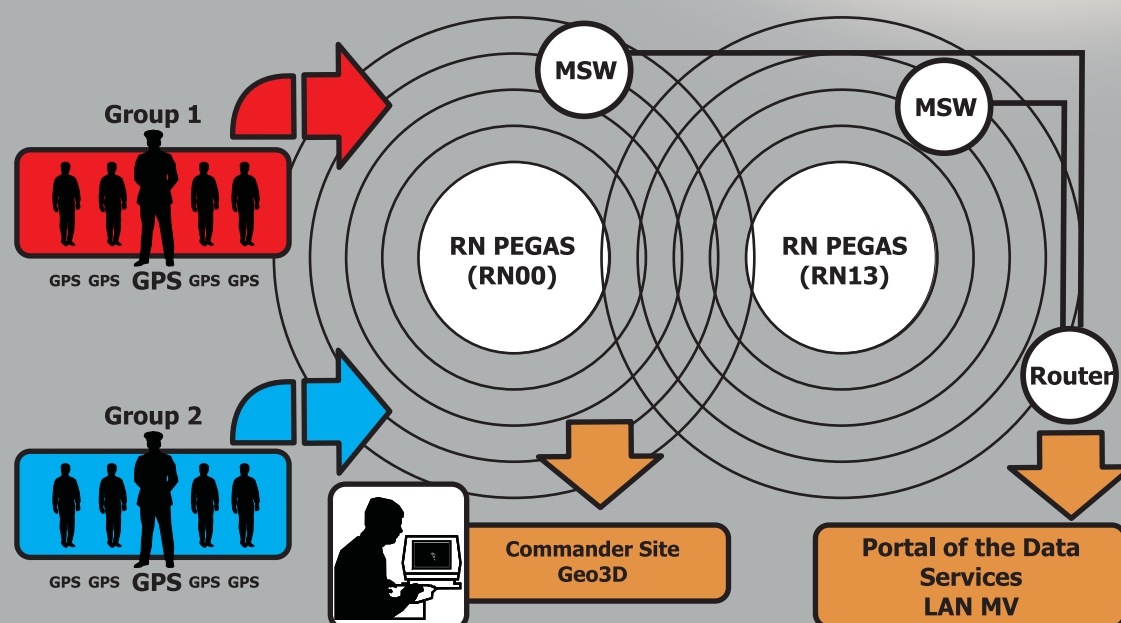 Group 1
GPS GPS GPS GPS GPS
Group 2
GPS GPS GPS GPS GPS
MSW
MSW
RN PEGAS
(RN00)
RN PEGAS
(RN13)
Router
Commander Site
Geo3D
Portal of the Data
Services
LAN MV